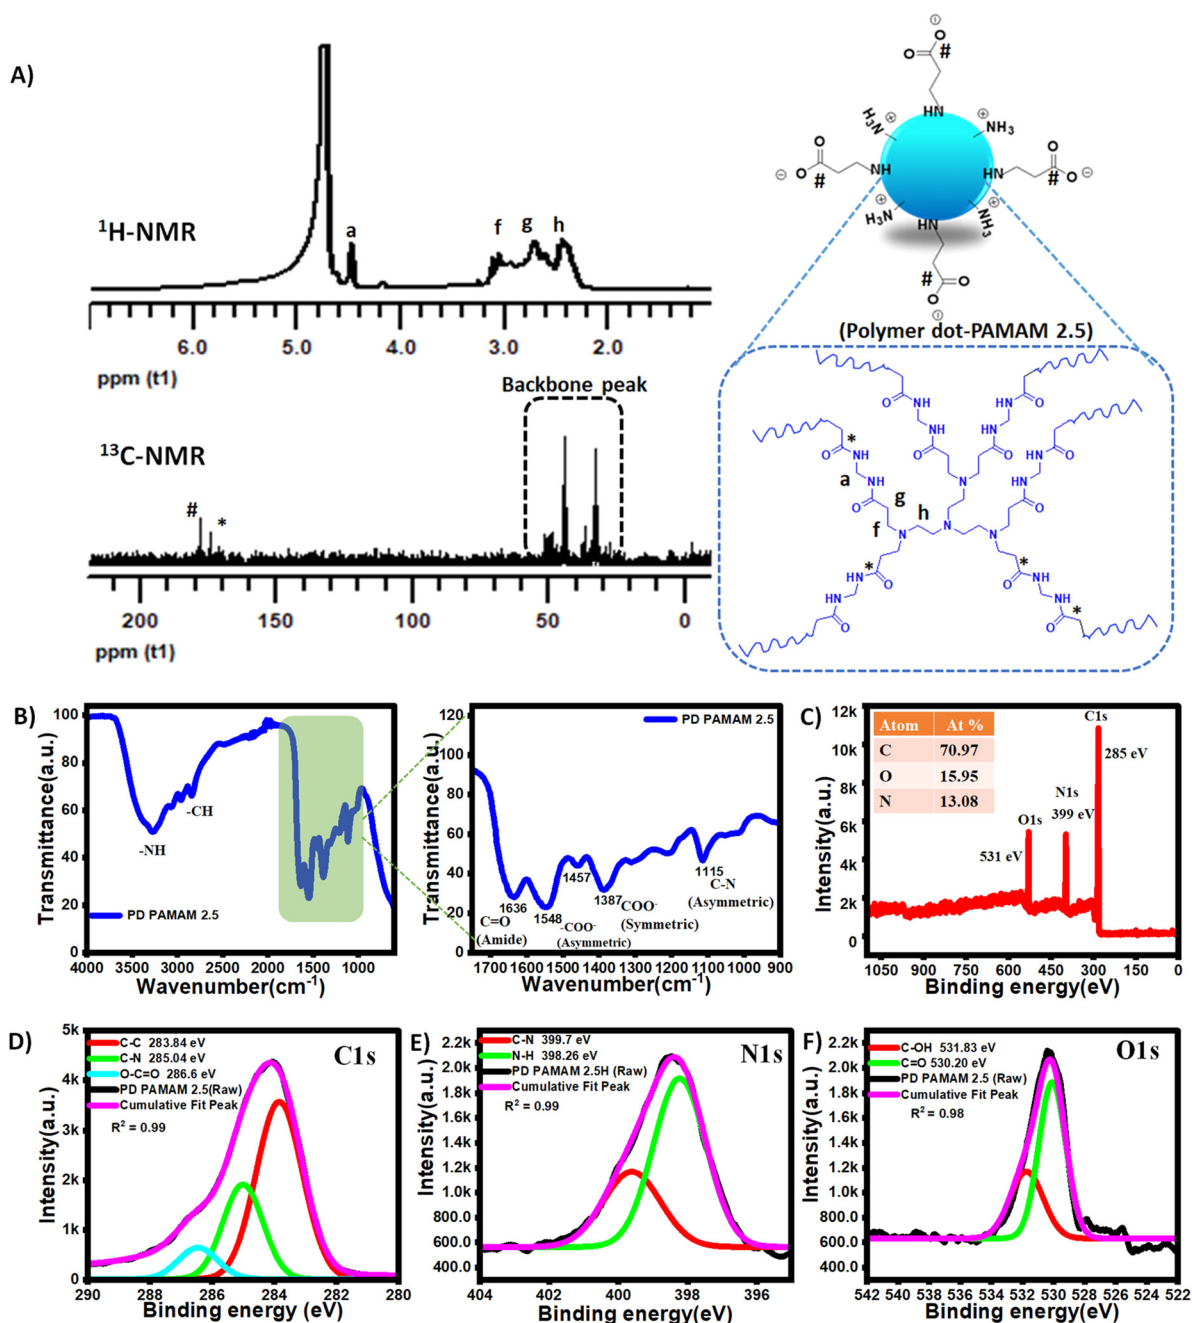 A)
¹H-NMR
a
f
g
h
6.0 5.0 4.0 3.0 2.0
ppm (t1)
Backbone peak
¹³C-NMR
#
*
200 150 100 50 0
ppm (t1)
O
O ⊖
#
HN
H₃N ⊕
⊕ NH₃
O
⊖ O
#
NH
HN
O
# O ⊖
H₃N ⊕
⊕ NH₃
HN
#
O
O ⊖
(Polymer dot-PAMAM 2.5)
O NH
NH O
O NH
HN O
* O NH
HN O
a NH
HN
O
O
g
N
N
h
f
N
N
N
* NH O
* O NH
HN
HN
O
O *
B)
Transmittance(a.u.)
100
80
60
40
20
0
-NH
-CH
PD PAMAM 2.5
4000 3000 2000 1000
Wavenumber(cm⁻¹)
Transmittance(a.u.)
120
100
80
60
40
20
0
PD PAMAM 2.5
1636
C=O
(Amide)
1548
1457
-COO⁻
(Asymmetric)
1387
COO⁻
(Symmetric)
1115
C-N
(Asymmetric)
1700 1600 1500 1400 1300 1200 1100 1000 900
Wavenumber(cm⁻¹)
C)
Intensity(a.u.)
12k
10k
8k
6k
4k
2k
0
Atom At %
C 70.97
O 15.95
N 13.08
C1s
285 eV
N1s
399 eV
O1s
531 eV
1050 900 750 600 450 300 150 0
Binding energy(eV)
D)
Intensity(a.u.)
5k
4k
3k
2k
1k
0
C-C 283.84 eV
C-N 285.04 eV
O-C=O 286.6 eV
PD PAMAM 2.5(Raw)
Cumulative Fit Peak
R² = 0.99
C1s
290 288 286 284 282 280
Binding energy (eV)
E)
Intensity(a.u.)
2.2k
2.0k
1.8k
1.6k
1.4k
1.2k
1.0k
800.0
600.0
400.0
C-N 399.7 eV
N-H 398.26 eV
PD PAMAM 2.5H (Raw)
Cumulative Fit Peak
R² = 0.99
N1s
404 402 400 398 396
Binding energy(eV)
F)
Intensity(a.u.)
2.2k
2.0k
1.8k
1.6k
1.4k
1.2k
1.0k
800.0
600.0
400.0
C-OH 531.83 eV
C=O 530.20 eV
PD PAMAM 2.5 (Raw)
Cumulative Fit Peak
R² = 0.98
O1s
542 540 538 536 534 532 530 528 526 524 522
Binding energy(eV)